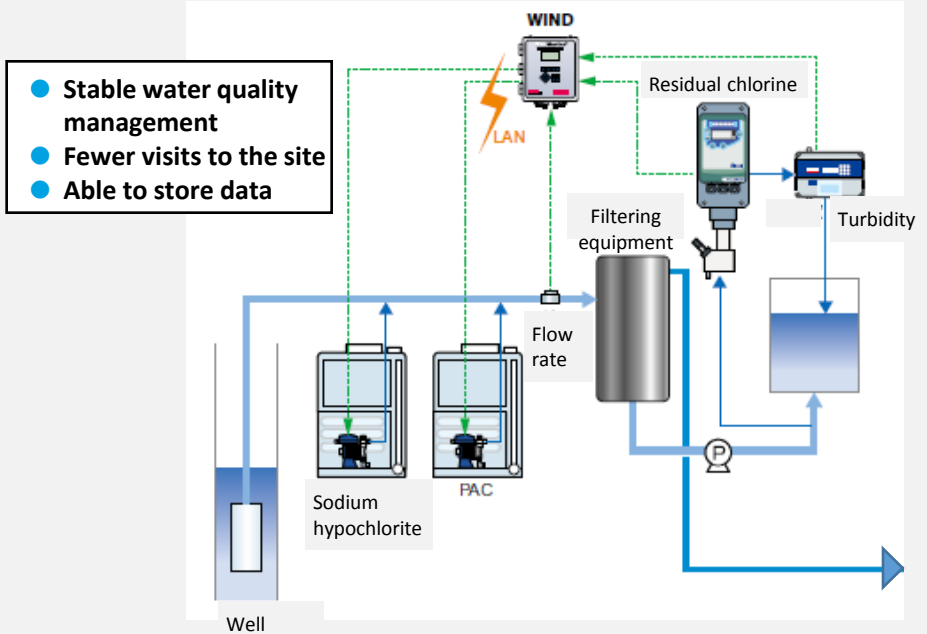 WIND
Stable water quality
management
Fewer visits to the site
Able to store data
LAN
Residual chlorine
Turbidity
Filtering
equipment
Flow
rate
P
PAC
Sodium
hypochlorite
Well